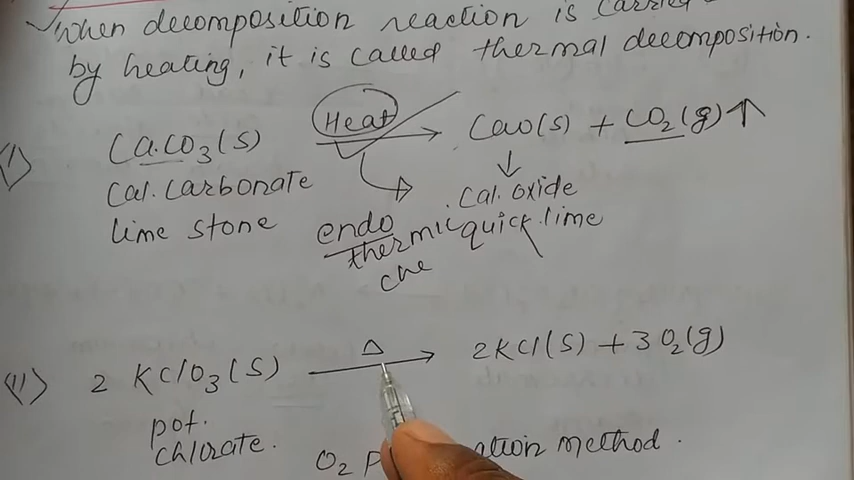 When decomposition reaction is carried
by heating, it is called thermal decomposition.
(i) CaCO3(s) Heat → CaO(s) + CO2(g)↑
Cal. carbonate
Cal. oxide
lime stone
quick lime
endo
thermic
che
(ii) 2 KClO3(s) Δ → 2KCl(s) + 3O2(g)
pot.
chlorate.
O2 method.